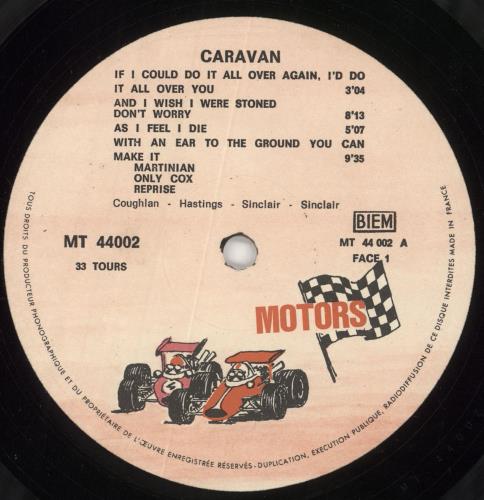 CARAVAN
IF I COULD DO IT ALL OVER AGAIN, I'D DO
IT ALL OVER YOU 3'04
AND I WISH I WERE STONED
DON'T WORRY 8'13
AS I FEEL I DIE 5'07
WITH AN EAR TO THE GROUND YOU CAN
MAKE IT 9'35
MARTINIAN
ONLY COX
REPRISE
Coughlan - Hastings - Sinclair - Sinclair
BIEM
MT 44002
MT 44 002 A
33 TOURS
FACE 1
MOTORS
TOUS DROITS DU PRODUCTEUR PHONOGRAPHIQUE ET DU PROPRIÉTAIRE DE L'ŒUVRE ENREGISTRÉE RÉSERVÉS - DUPLICATION, EXECUTION PUBLIQUE, RADIODIFFUSION DE CE DISQUE INTERDITES MADE IN FRANCE